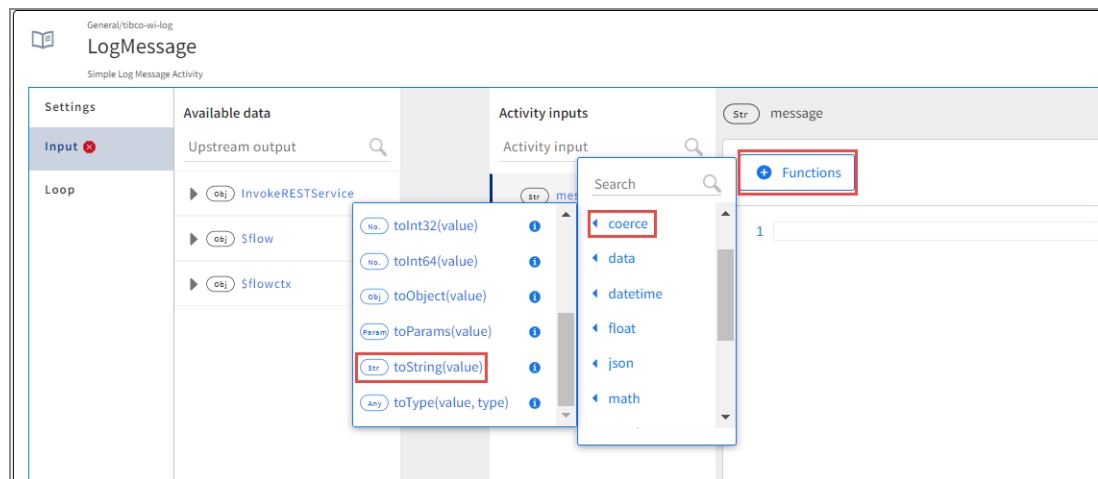 General/tibco-wi-log
LogMessage
Simple Log Message Activity
Settings
Input
Loop
Available data
Upstream output
Obj InvokeRESTService
Obj $flow
Obj $flowctx
Activity inputs
Activity input
Str mes
No. toInt32(value)
No. toInt64(value)
Obj toObject(value)
Param toParams(value)
Str toString(value)
Any toType(value, type)
Search
coerce
data
datetime
float
json
math
Str message
Functions
1